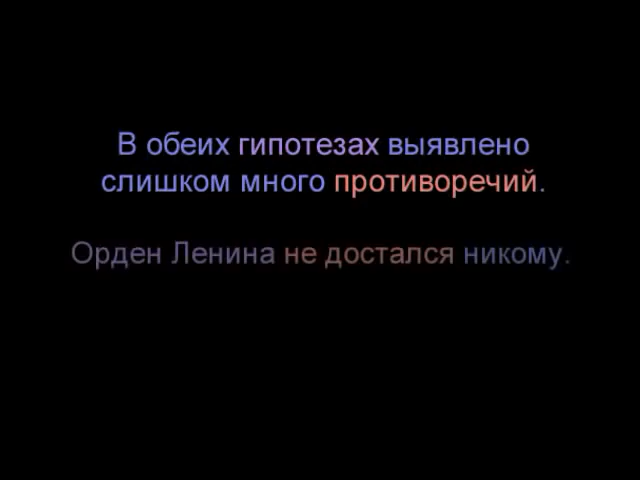 В обеих гипотезах выявлено
слишком много противоречий.
Орден Ленина не достался никому.